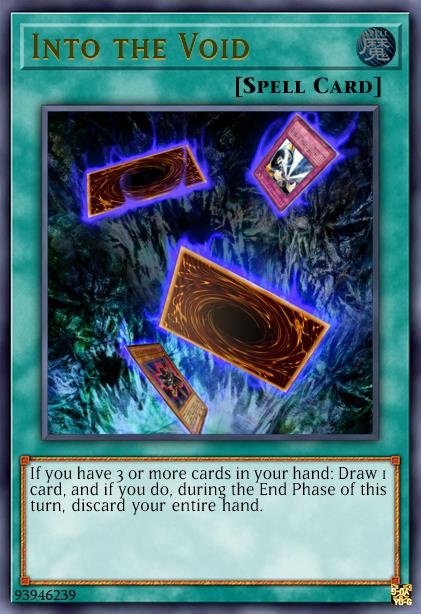 Into the Void
魔
[Spell Card]
If you have 3 or more cards in your hand: Draw 1
card, and if you do, during the End Phase of this
turn, discard your entire hand.
93946239